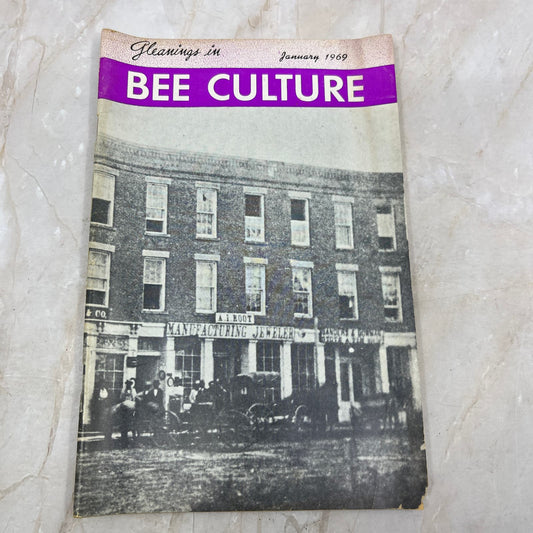 Gleanings in January 1969
BEE CULTURE
& CO.
A. I. ROOT
MANUFACTURING JEWELER